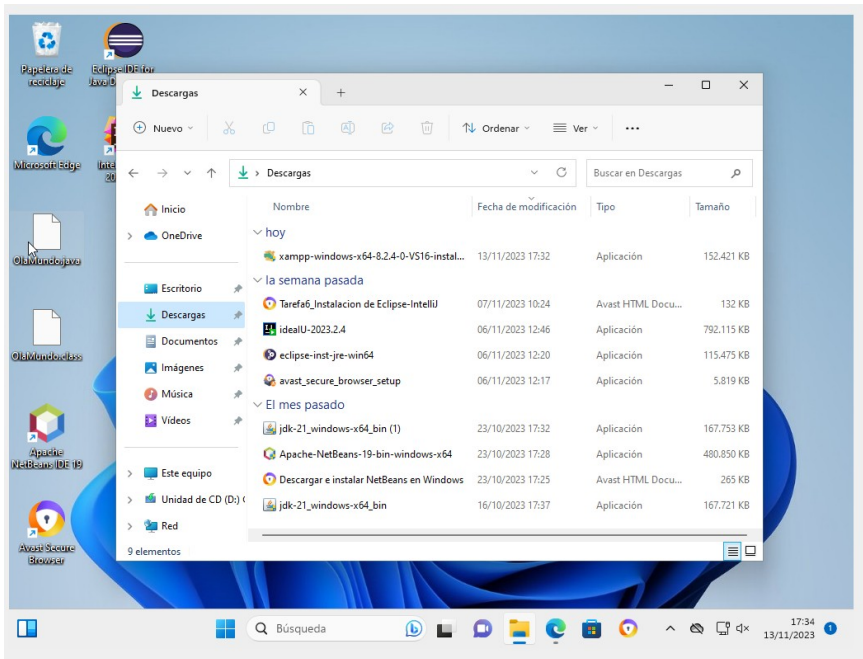 Papelera de
reciclaje
Eclipse IDE for
Java D
Microsoft Edge
Inte
20
OlaMundo.java
OlaMundo.class
Apache
NetBeans IDE 19
Avast Secure
Browser
Descargas
Nuevo
Ordenar
Ver
Descargas
Buscar en Descargas
Inicio
OneDrive
Escritorio
Descargas
Documentos
Imágenes
Música
Vídeos
Este equipo
Unidad de CD (D:) (
Red
Nombre Fecha de modificación Tipo Tamaño
hoy
xampp-windows-x64-8.2.4-0-VS16-instal... 13/11/2023 17:32 Aplicación 152.421 KB
la semana pasada
Tarefa6_Instalacion de Eclipse-IntelliJ 07/11/2023 10:24 Avast HTML Docu... 132 KB
ideaIU-2023.2.4 06/11/2023 12:46 Aplicación 792.115 KB
eclipse-inst-jre-win64 06/11/2023 12:20 Aplicación 115.475 KB
avast_secure_browser_setup 06/11/2023 12:17 Aplicación 5.819 KB
El mes pasado
jdk-21_windows-x64_bin (1) 23/10/2023 17:32 Aplicación 167.753 KB
Apache-NetBeans-19-bin-windows-x64 23/10/2023 17:28 Aplicación 480.850 KB
Descargar e instalar NetBeans en Windows 23/10/2023 17:25 Avast HTML Docu... 265 KB
jdk-21_windows-x64_bin 16/10/2023 17:37 Aplicación 167.721 KB
9 elementos
Búsqueda
17:34
13/11/2023
1